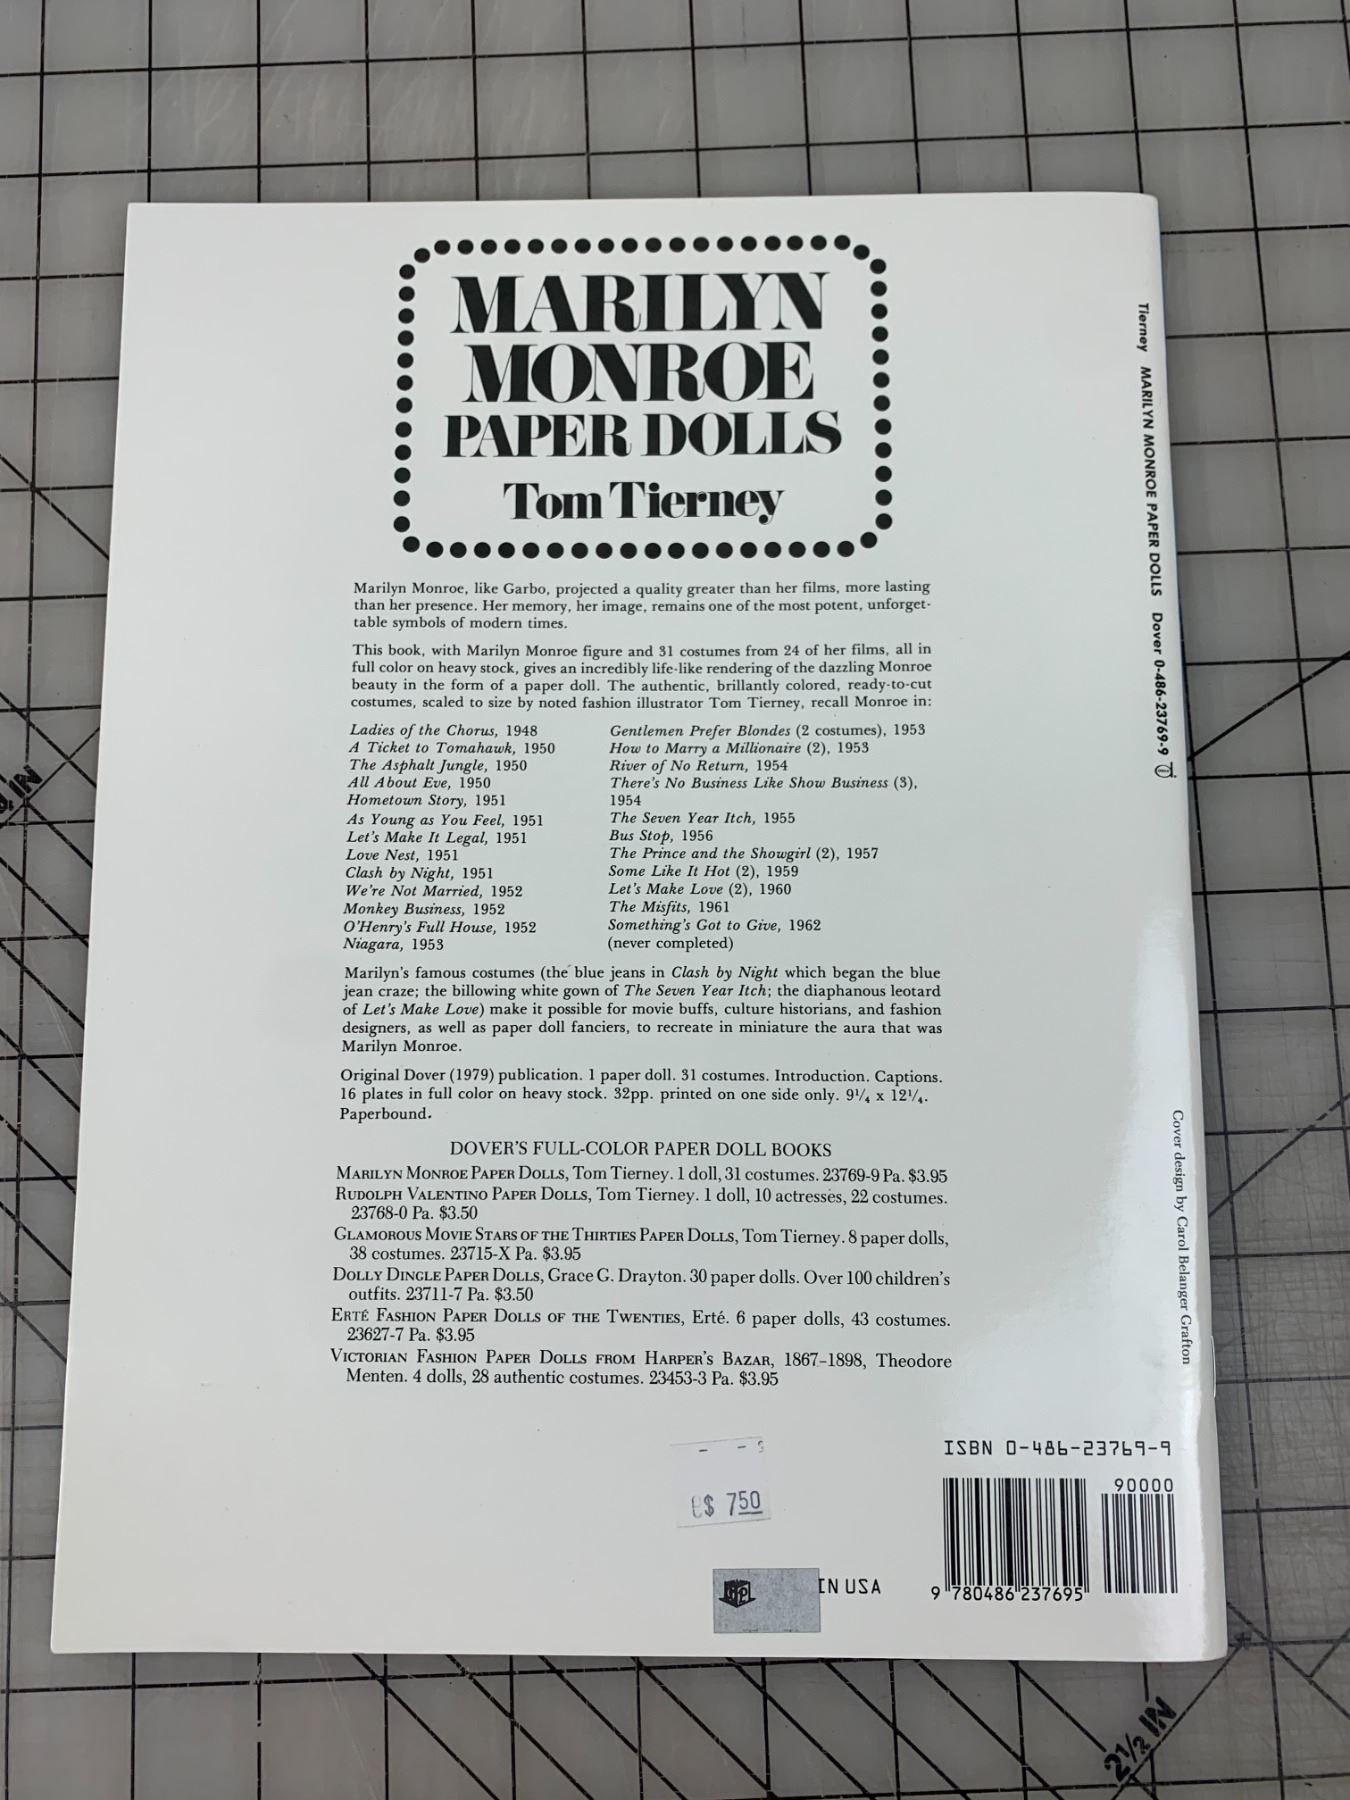 MARILYN
MONROE
PAPER DOLLS
Tom Tierney
Marilyn Monroe, like Garbo, projected a quality greater than her films, more lasting
than her presence. Her memory, her image, remains one of the most potent, unforget-
table symbols of modern times.
This book, with Marilyn Monroe figure and 31 costumes from 24 of her films, all in
full color on heavy stock, gives an incredibly life-like rendering of the dazzling Monroe
beauty in the form of a paper doll. The authentic, brillantly colored, ready-to-cut
costumes, scaled to size by noted fashion illustrator Tom Tierney, recall Monroe in:
Ladies of the Chorus, 1948
A Ticket to Tomahawk, 1950
The Asphalt Jungle, 1950
All About Eve, 1950
Hometown Story, 1951
As Young as You Feel, 1951
Let's Make It Legal, 1951
Love Nest, 1951
Clash by Night, 1951
We're Not Married, 1952
Monkey Business, 1952
O'Henry's Full House, 1952
Niagara, 1953
Gentlemen Prefer Blondes (2 costumes), 1953
How to Marry a Millionaire (2), 1953
River of No Return, 1954
There's No Business Like Show Business (3),
1954
The Seven Year Itch, 1955
Bus Stop, 1956
The Prince and the Showgirl (2), 1957
Some Like It Hot (2), 1959
Let's Make Love (2), 1960
The Misfits, 1961
Something's Got to Give, 1962
(never completed)
Marilyn's famous costumes (the blue jeans in Clash by Night which began the blue
jean craze; the billowing white gown of The Seven Year Itch; the diaphanous leotard
of Let's Make Love) make it possible for movie buffs, culture historians, and fashion
designers, as well as paper doll fanciers, to recreate in miniature the aura that was
Marilyn Monroe.
Original Dover (1979) publication. 1 paper doll. 31 costumes. Introduction. Captions.
16 plates in full color on heavy stock. 32pp. printed on one side only. 9¼ x 12¼.
Paperbound.
DOVER'S FULL-COLOR PAPER DOLL BOOKS
MARILYN MONROE PAPER DOLLS, Tom Tierney. 1 doll, 31 costumes. 23769-9 Pa. $3.95
RUDOLPH VALENTINO PAPER DOLLS, Tom Tierney. 1 doll, 10 actresses, 22 costumes.
23768-0 Pa. $3.50
GLAMOROUS MOVIE STARS OF THE THIRTIES PAPER DOLLS, Tom Tierney. 8 paper dolls,
38 costumes. 23715-X Pa. $3.95
DOLLY DINGLE PAPER DOLLS, Grace G. Drayton. 30 paper dolls. Over 100 children's
outfits. 23711-7 Pa. $3.50
ERTÉ FASHION PAPER DOLLS OF THE TWENTIES, Erté. 6 paper dolls, 43 costumes.
23627-7 Pa. $3.95
VICTORIAN FASHION PAPER DOLLS FROM HARPER'S BAZAR, 1867–1898, Theodore
Menten. 4 dolls, 28 authentic costumes. 23453-3 Pa. $3.95
$ 750
IN USA
ISBN 0-486-23769-9
90000
9 780486 237695
Tierney MARILYN MONROE PAPER DOLLS Dover 0-486-23769-9
Cover design by Carol Belanger Grafton
IN
2½ IN